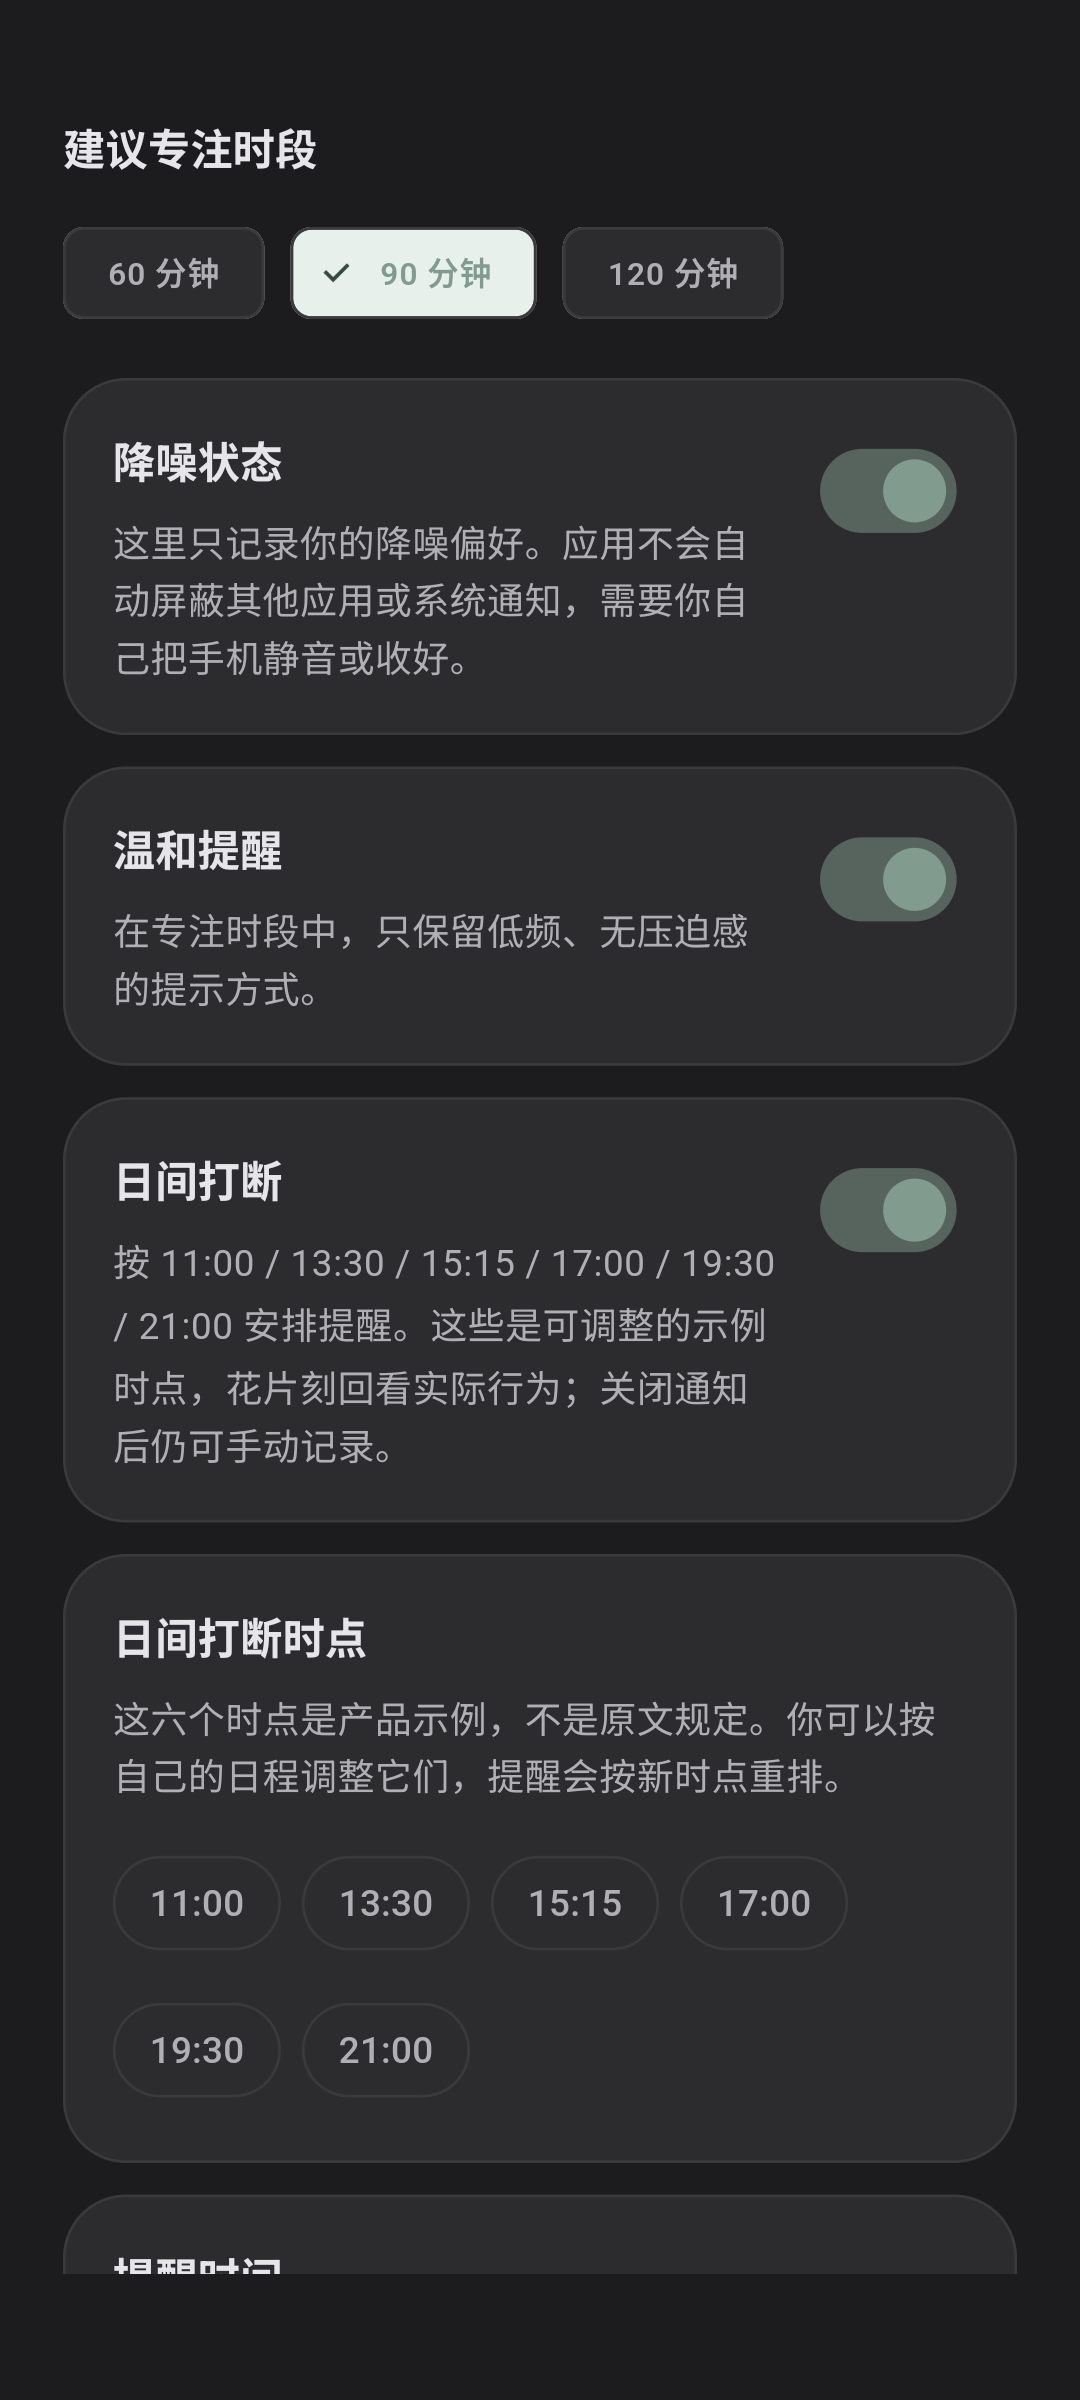 建议专注时段
60 分钟
90 分钟
120 分钟
降噪状态
这里只记录你的降噪偏好。应用不会自
动屏蔽其他应用或系统通知，需要你自
己把手机静音或收好。
温和提醒
在专注时段中，只保留低频、无压迫感
的提示方式。
日间打断
按 11:00 / 13:30 / 15:15 / 17:00 / 19:30
/ 21:00 安排提醒。这些是可调整的示例
时点，花片刻回看实际行为；关闭通知
后仍可手动记录。
日间打断时点
这六个时点是产品示例，不是原文规定。你可以按
自己的日程调整它们，提醒会按新时点重排。
11:00
13:30
15:15
17:00
19:30
21:00
提醒时间